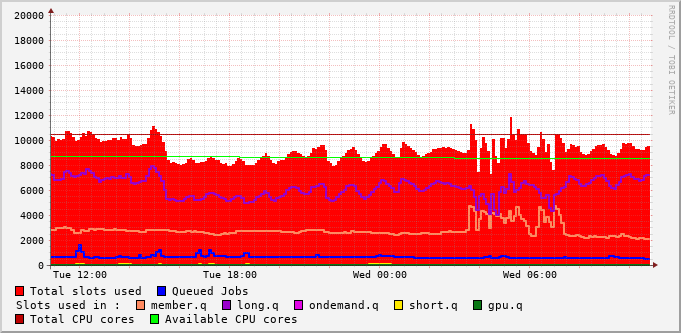 20000
18000
16000
14000
12000
10000
8000
6000
4000
2000
0
Tue 12:00 Tue 18:00 Wed 00:00 Wed 06:00
RRDTOOL / TOBI OETIKER
Total slots used Queued Jobs
Slots used in : member.q long.q ondemand.q short.q gpu.q
Total CPU cores Available CPU cores